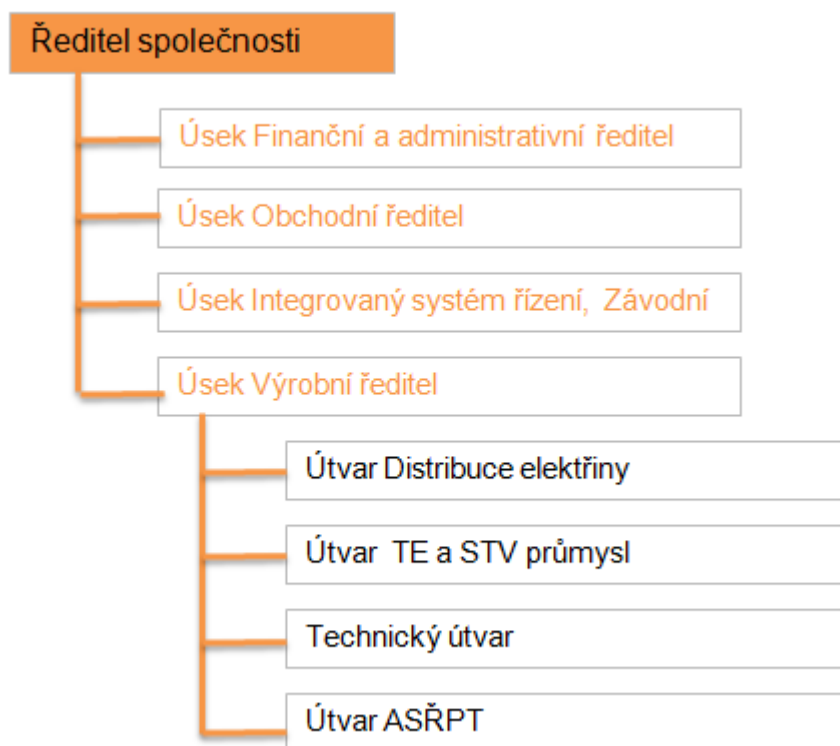 Ředitel společnosti
Úsek Finanční a administrativní ředitel
Úsek Obchodní ředitel
Úsek Integrovaný systém řízení, Závodní
Úsek Výrobní ředitel
Útvar Distribuce elektřiny
Útvar TE a STV průmysl
Technický útvar
Útvar ASŘPT